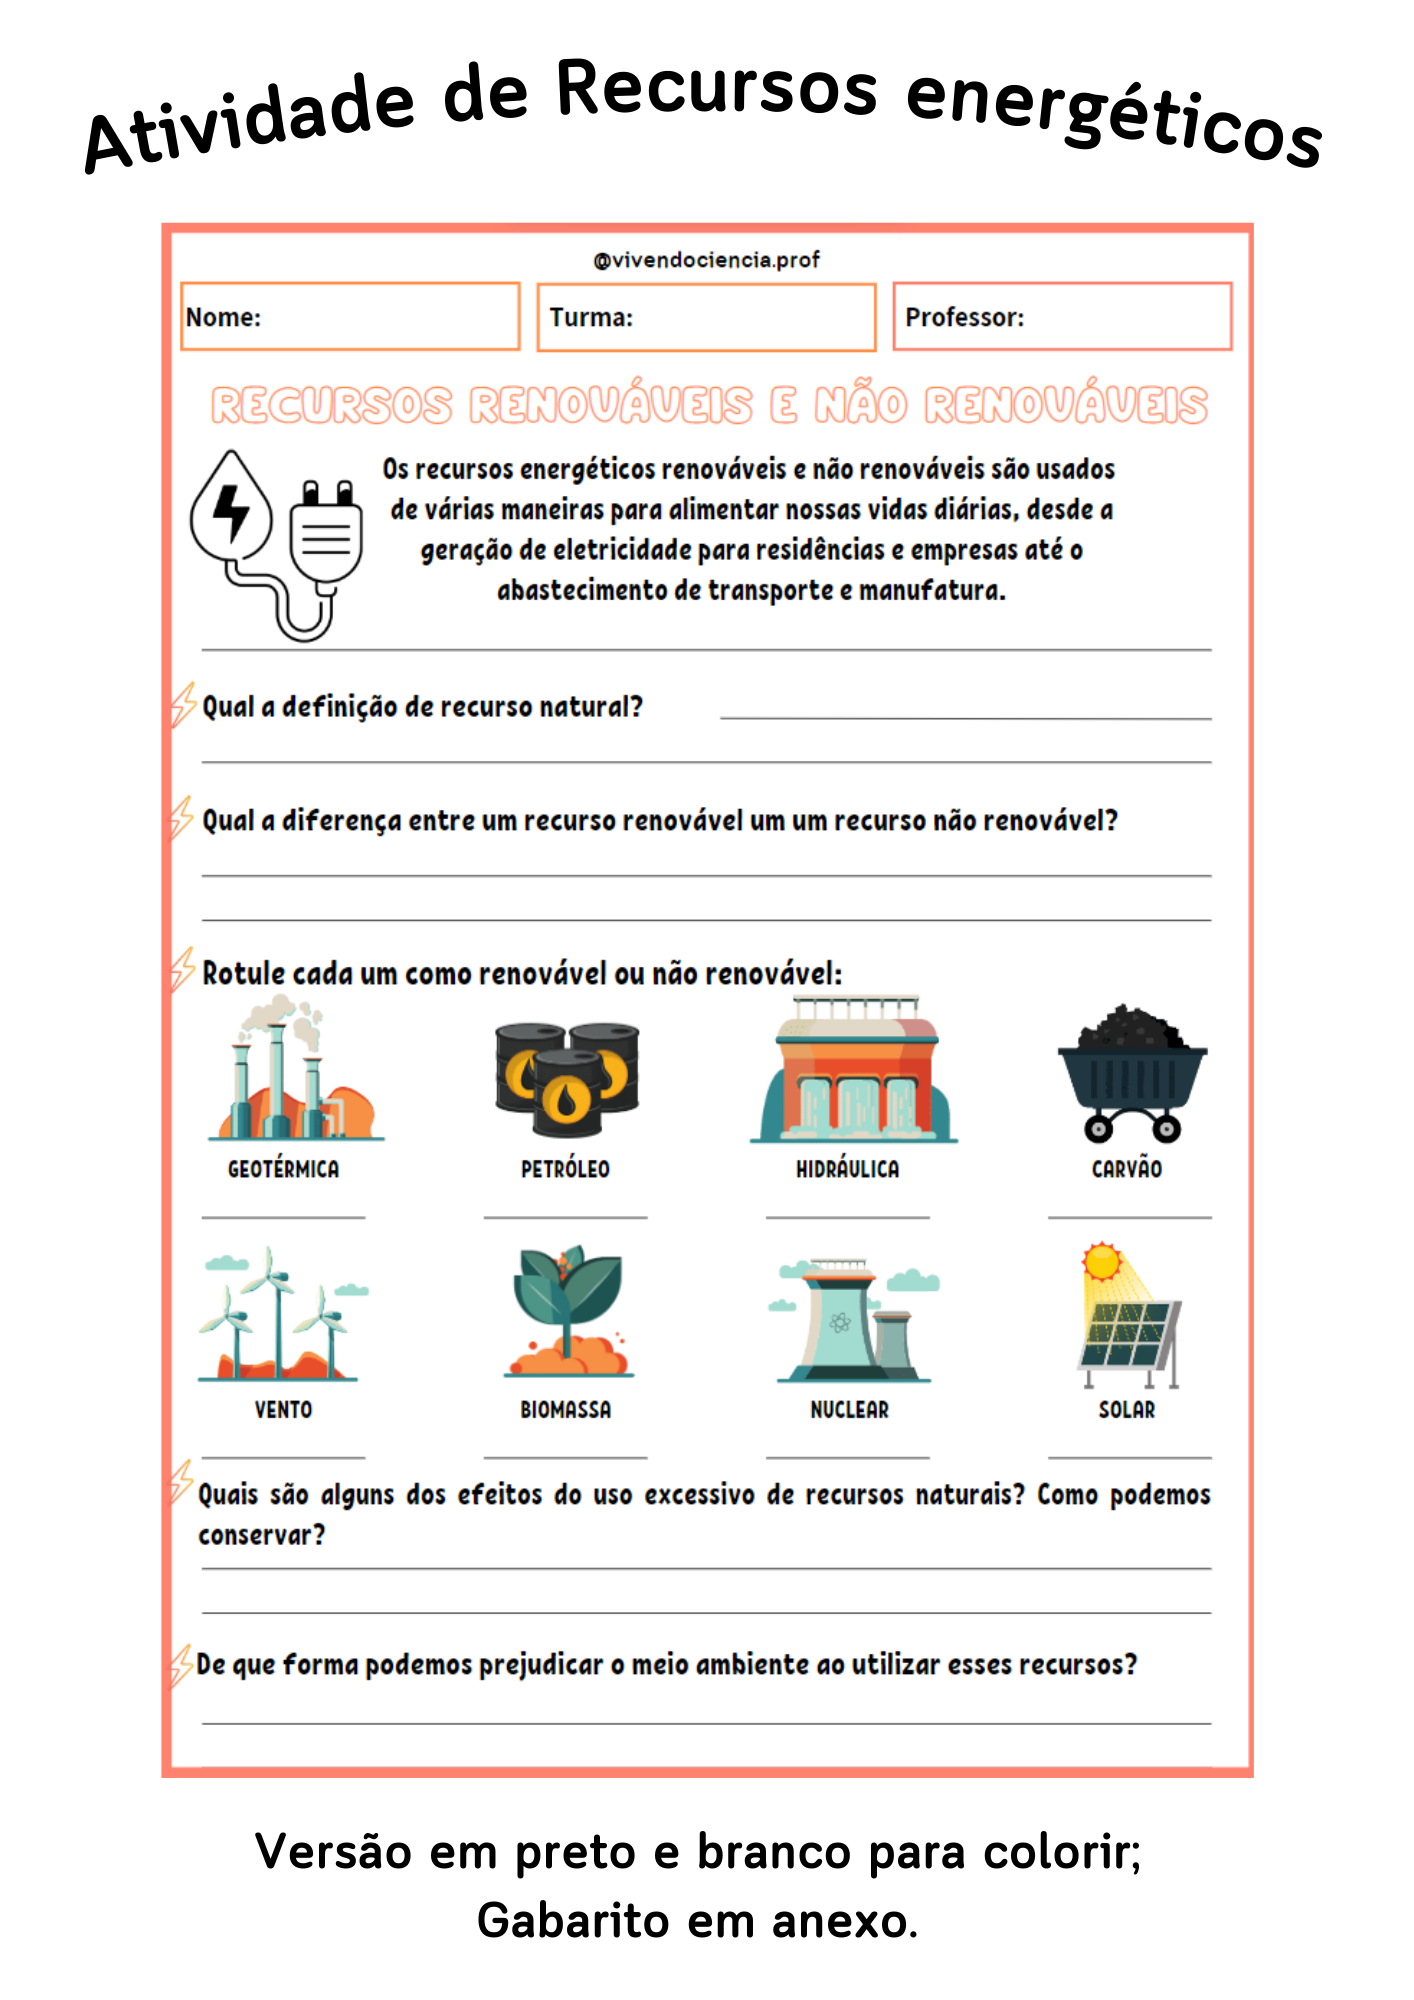 Atividade de Recursos energéticos
@vivendociencia.prof
Nome:
Turma:
Professor:
RECURSOS RENOVÁVEIS E NÃO RENOVÁVEIS
Os recursos energéticos renováveis e não renováveis são usados
de várias maneiras para alimentar nossas vidas diárias, desde a
geração de eletricidade para residências e empresas até o
abastecimento de transporte e manufatura.
Qual a definição de recurso natural?
Qual a diferença entre um recurso renovável um um recurso não renovável?
Rotule cada um como renovável ou não renovável:
GEOTÉRMICA
PETRÓLEO
HIDRÁULICA
CARVÃO
VENTO
BIOMASSA
NUCLEAR
SOLAR
Quais são alguns dos efeitos do uso excessivo de recursos naturais? Como podemos
conservar?
De que forma podemos prejudicar o meio ambiente ao utilizar esses recursos?
Versão em preto e branco para colorir;
Gabarito em anexo.